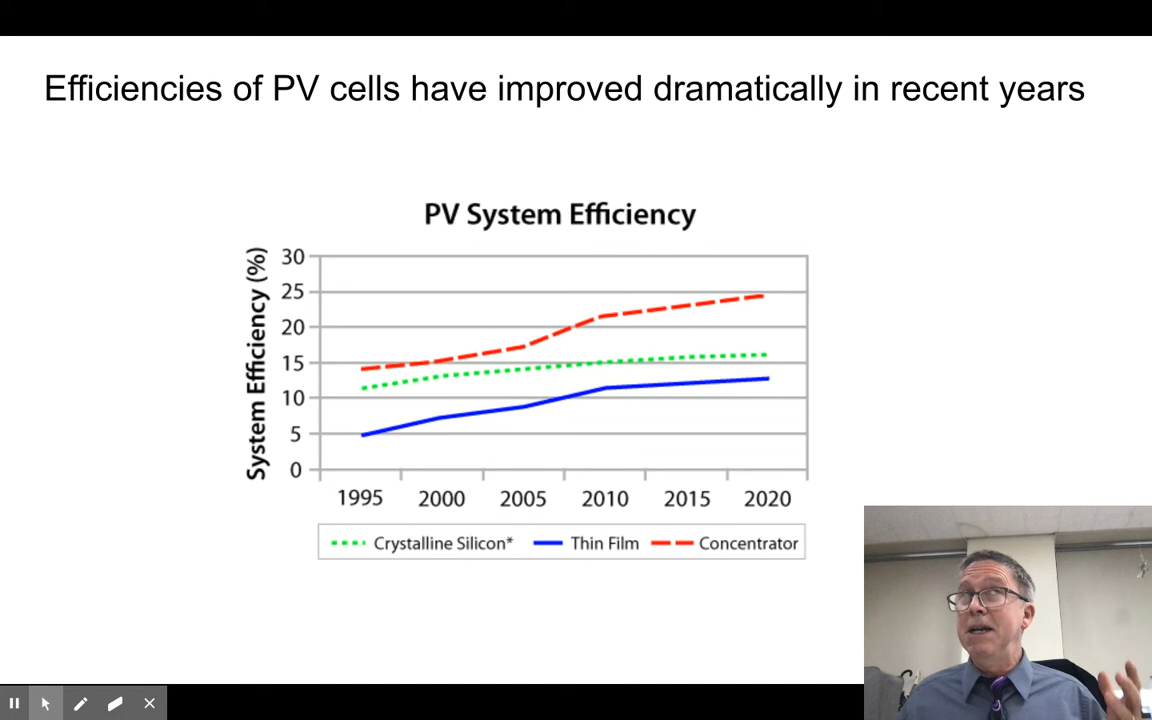 Efficiencies of PV cells have improved dramatically in recent years
PV System Efficiency
System Efficiency (%)
30
25
20
15
10
5
0
1995 2000 2005 2010 2015 2020
Crystalline Silicon* Thin Film Concentrator